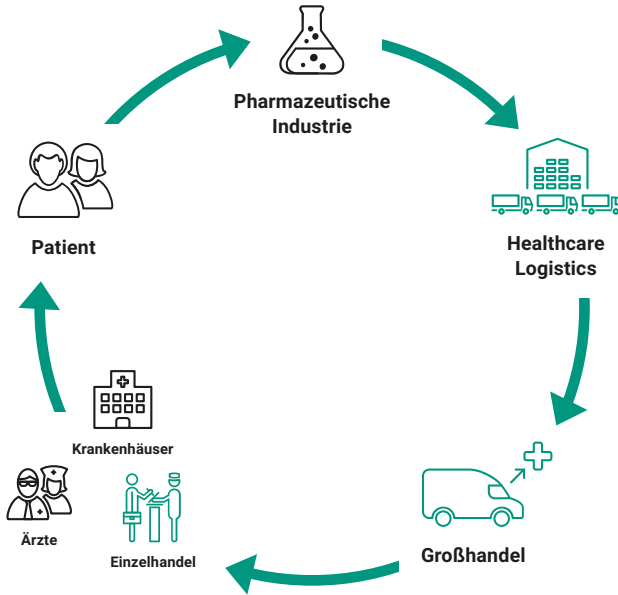 Pharmazeutische
Industrie
Healthcare
Logistics
Großhandel
Einzelhandel
Ärzte
Krankenhäuser
Patient